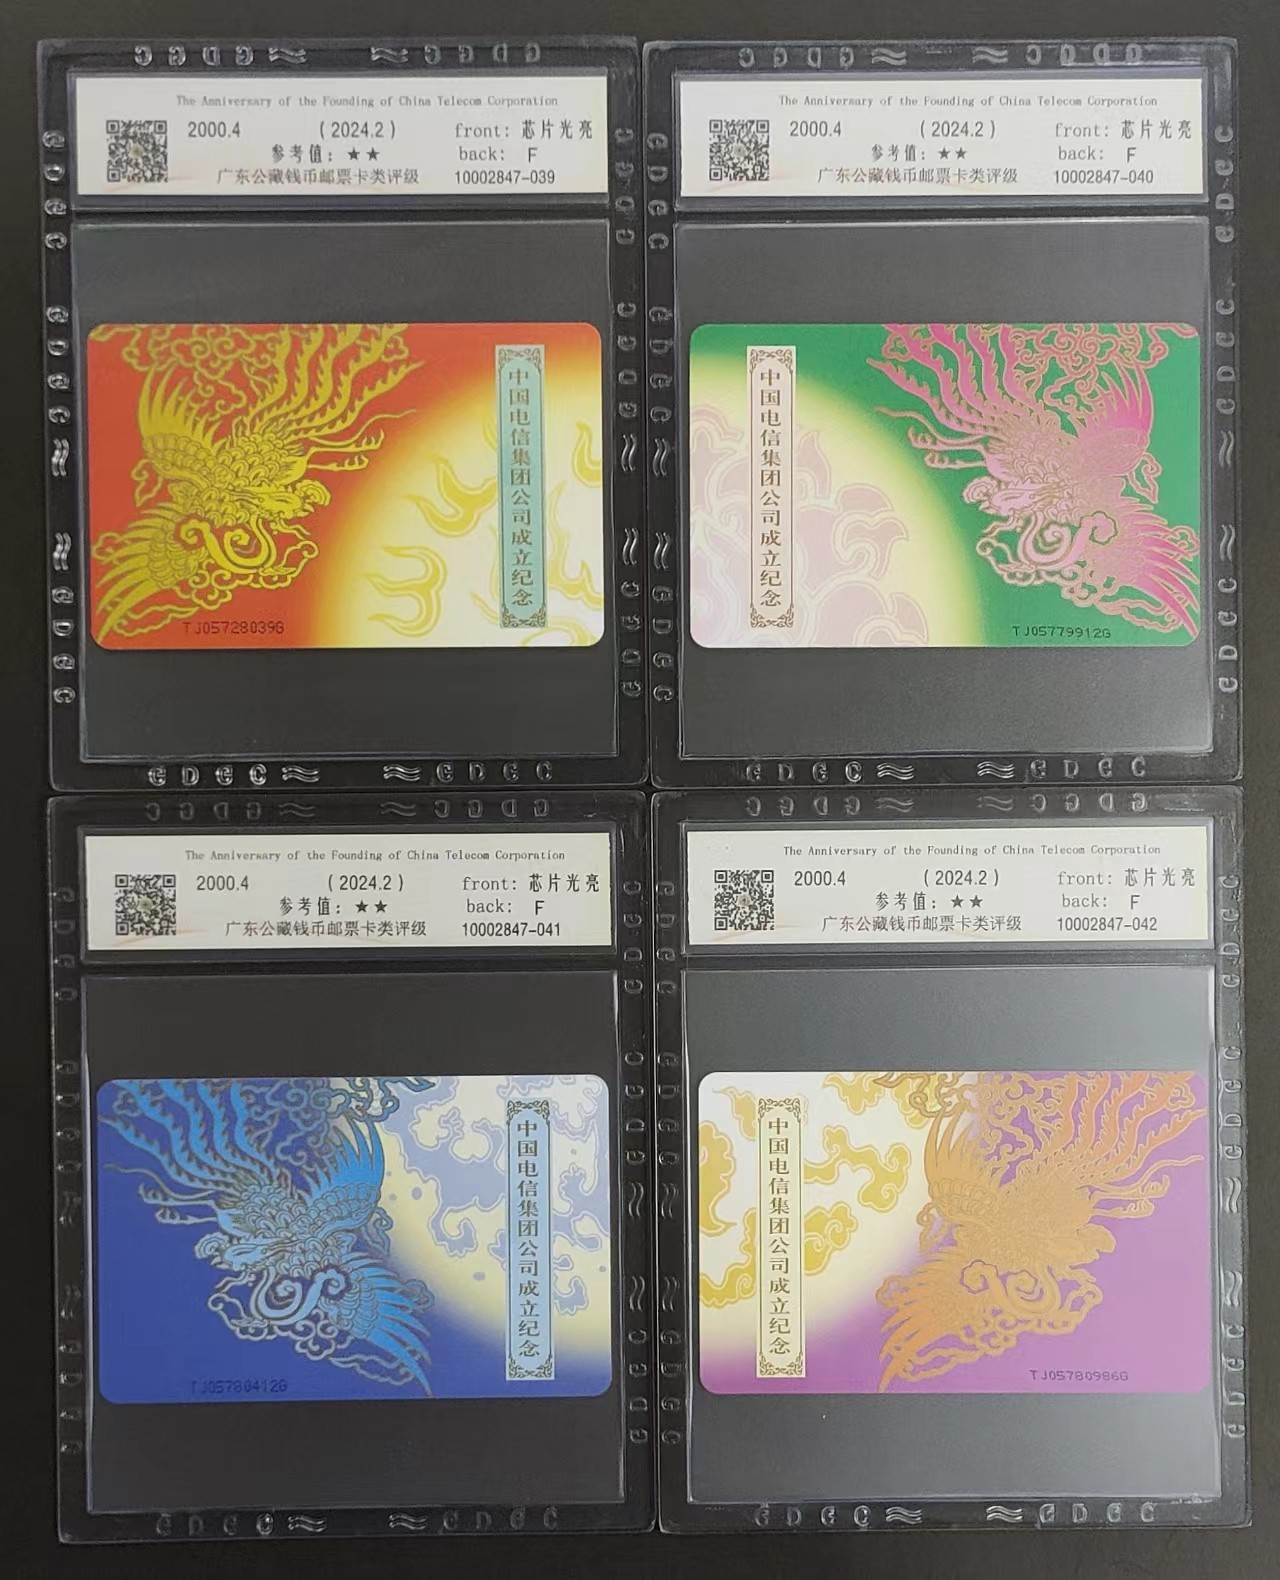 The Anniversary of the Founding of China Telecom Corporation
2000.4 (2024.2) front: 芯片光亮
参考值：★★ back: F
广东公藏钱币邮票卡类评级 10002847-039
中国电信集团公司成立纪念
TJ05728039G
GDGC GDGC
The Anniversary of the Founding of China Telecom Corporation
2000.4 (2024.2) front: 芯片光亮
参考值：★★ back: F
广东公藏钱币邮票卡类评级 10002847-040
中国电信集团公司成立纪念
TJ05779912G
GDGC GDGC
The Anniversary of the Founding of China Telecom Corporation
2000.4 (2024.2) front: 芯片光亮
参考值：★★ back: F
广东公藏钱币邮票卡类评级 10002847-041
中国电信集团公司成立纪念
TJ05780412G
GDGC GDGC
The Anniversary of the Founding of China Telecom Corporation
2000.4 (2024.2) front: 芯片光亮
参考值：★★ back: F
广东公藏钱币邮票卡类评级 10002847-042
中国电信集团公司成立纪念
TJ05780986G
GDGC GDGC